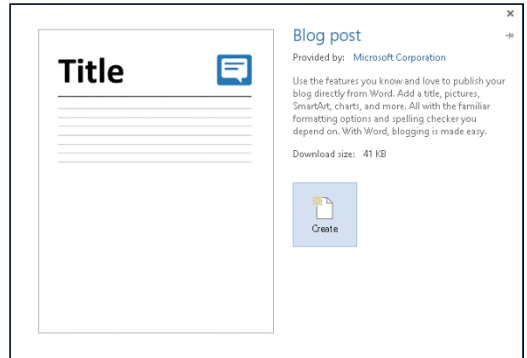 Title
Blog post
Provided by: Microsoft Corporation
Use the features you know and love to publish your
blog directly from Word. Add a title, pictures,
SmartArt, charts, and more. All with the familiar
formatting options and spelling checker you
depend on. With Word, blogging is made easy.
Download size: 41 KB
Create